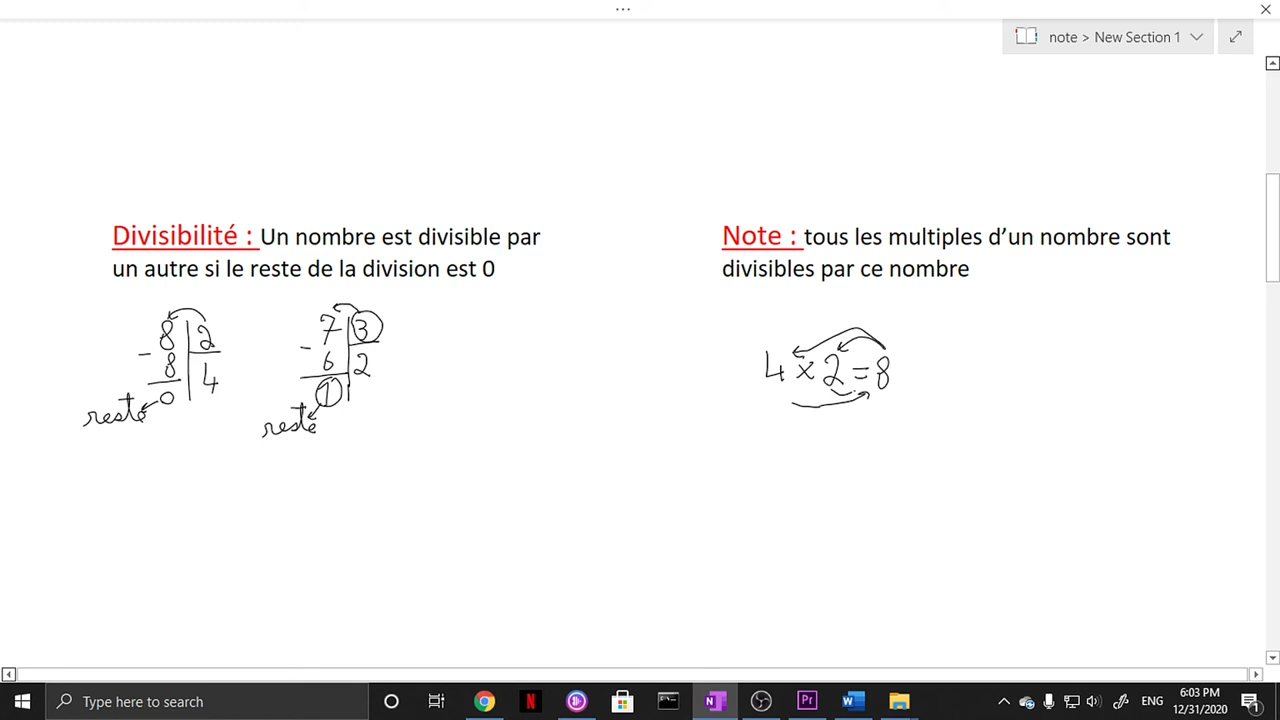 ...
note > New Section 1
Divisibilité : Un nombre est divisible par
un autre si le reste de la division est 0
8 2
- 8 4
0
reste
7 3
- 6 2
1
reste
Note : tous les multiples d’un nombre sont
divisibles par ce nombre
4 × 2 = 8
Type here to search
N
Pr
W
ENG
6:03 PM
12/31/2020
1